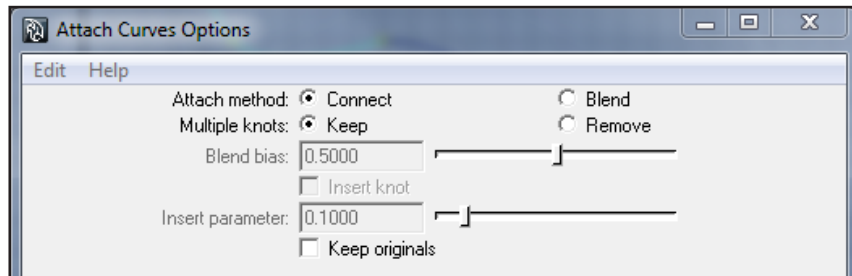 Attach Curves Options
Edit Help
Attach method: Connect Blend
Multiple knots: Keep Remove
Blend bias: 0.5000
Insert knot
Insert parameter: 0.1000
Keep originals